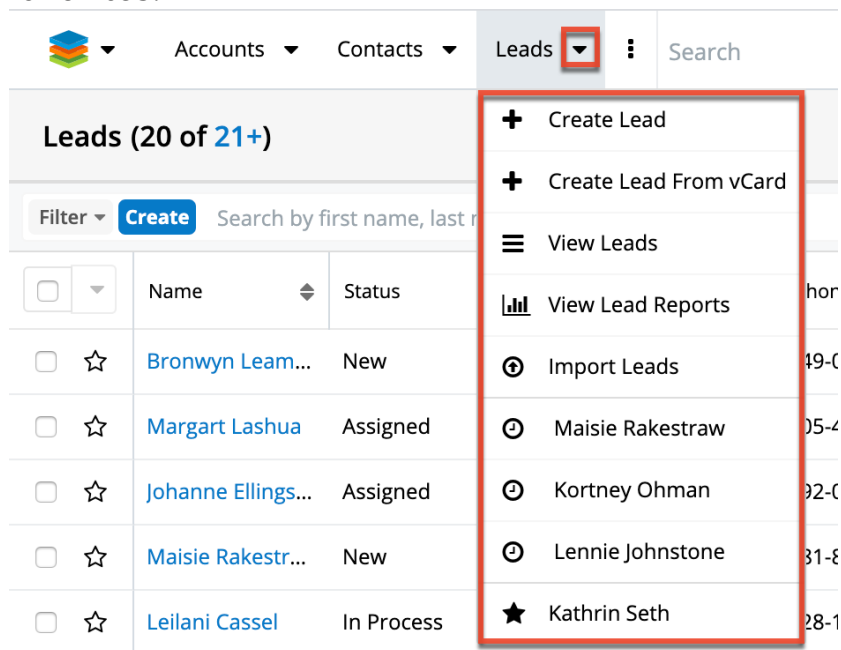 Accounts Contacts Leads Search
Leads (20 of 21+)
Filter Create Search by first name, last
Name Status
Bronwyn Leam... New
Margart Lashua Assigned
Johanne Ellings... Assigned
Maisie Rakestr... New
Leilani Cassel In Process
Create Lead
Create Lead From vCard
View Leads
View Lead Reports
Import Leads
Maisie Rakestraw
Kortney Ohman
Lennie Johnstone
Kathrin Seth